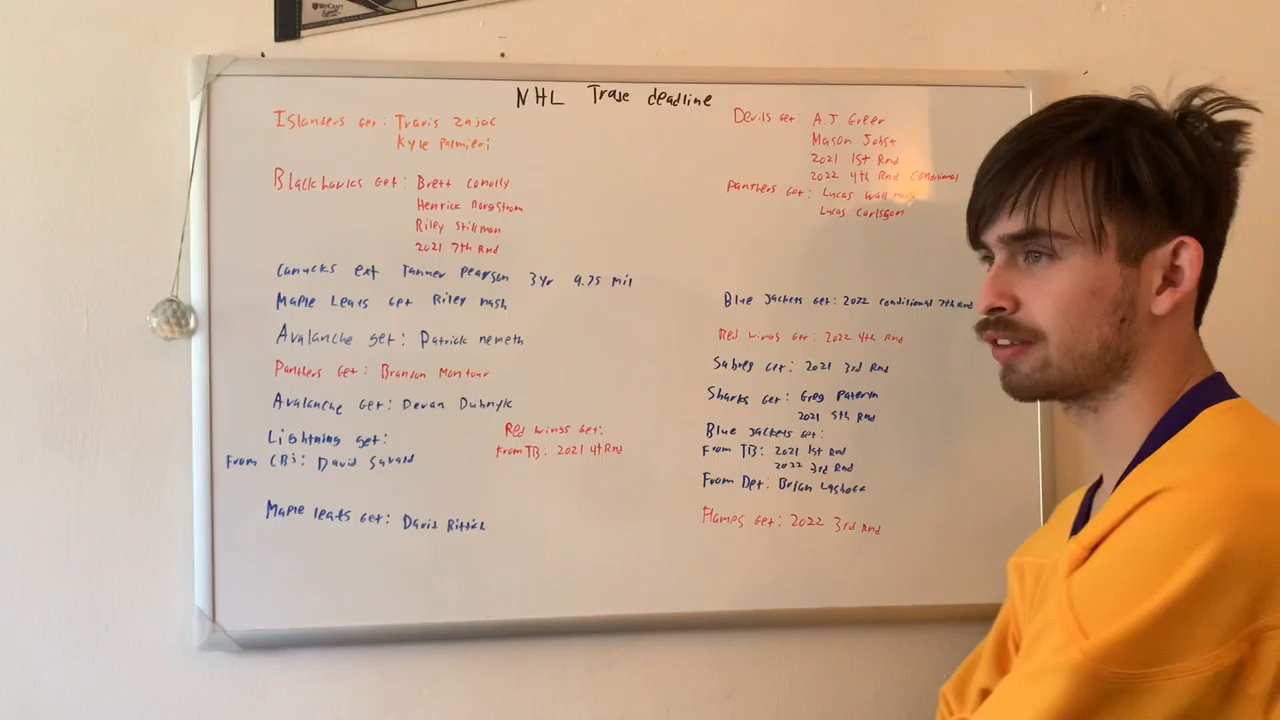 WINCRAFT
NHL Trade deadline
Islanders Get: Travis Zajac
Kyle Palmieri
Devils Get: A.J Greer
Mason Jobst
2021 1st Rnd
2022 4th Rnd Conditional
Blackhawks Get: Brett Conolly
Henrick Borgstrom
Riley Stillman
2021 7th Rnd
Panthers Get: Lucas Wallmark
Lucas Carlsson
Canucks ext Tanner Pearson 3yr 9.75 mil
Maple Leafs Get Riley nash
Blue Jackets Get: 2022 conditional 7th Rnd
Avalanche get: Patrick nemeth
Red wings Get: 2022 4th Rnd
Panthers Get: Brandon Montour
Sabres Get: 2021 3rd Rnd
Avalanche Get: Devan Dubnyk
Sharks Get: Greg Pateryn
2021 5th Rnd
Lightning get:
From CBJ: David Savard
Red wings Get:
From TB: 2021 4t Rnd
Blue Jackets get:
From TB: 2021 1st Rnd
2022 3rd Rnd
From Det: Brian Lashoff
Maple leafs Get: David Rittich
Flames Get: 2022 3rd Rnd